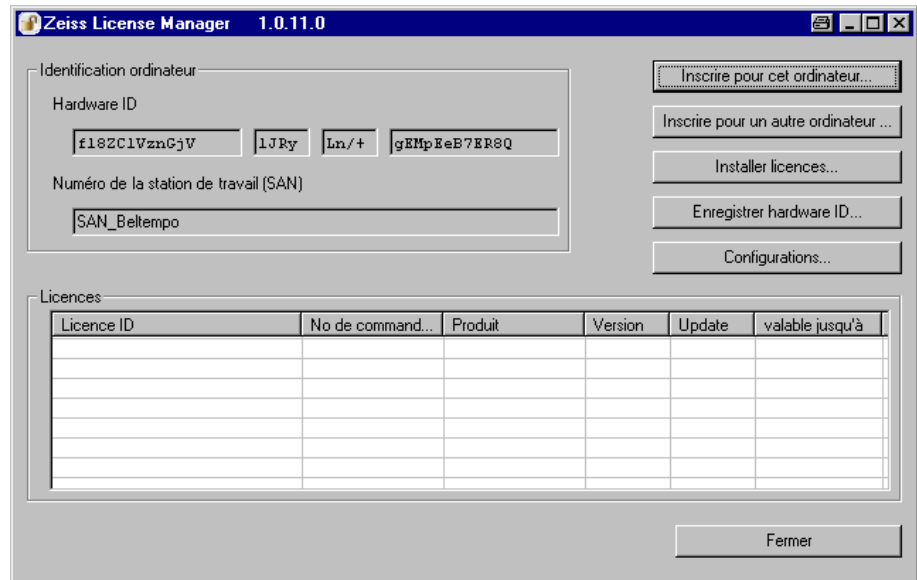 Zeiss License Manager 1.0.11.0
Identification ordinateur
Hardware ID
f18ZC1VznGjV 1JRy Ln/+ gEMpEeB7ER8Q
Numéro de la station de travail (SAN)
SAN_Beltempo
Inscrire pour cet ordinateur...
Inscrire pour un autre ordinateur ...
Installer licences...
Enregistrer hardware ID...
Configurations...
Licences
Licence ID No de command... Produit Version Update valable jusqu'à
Fermer